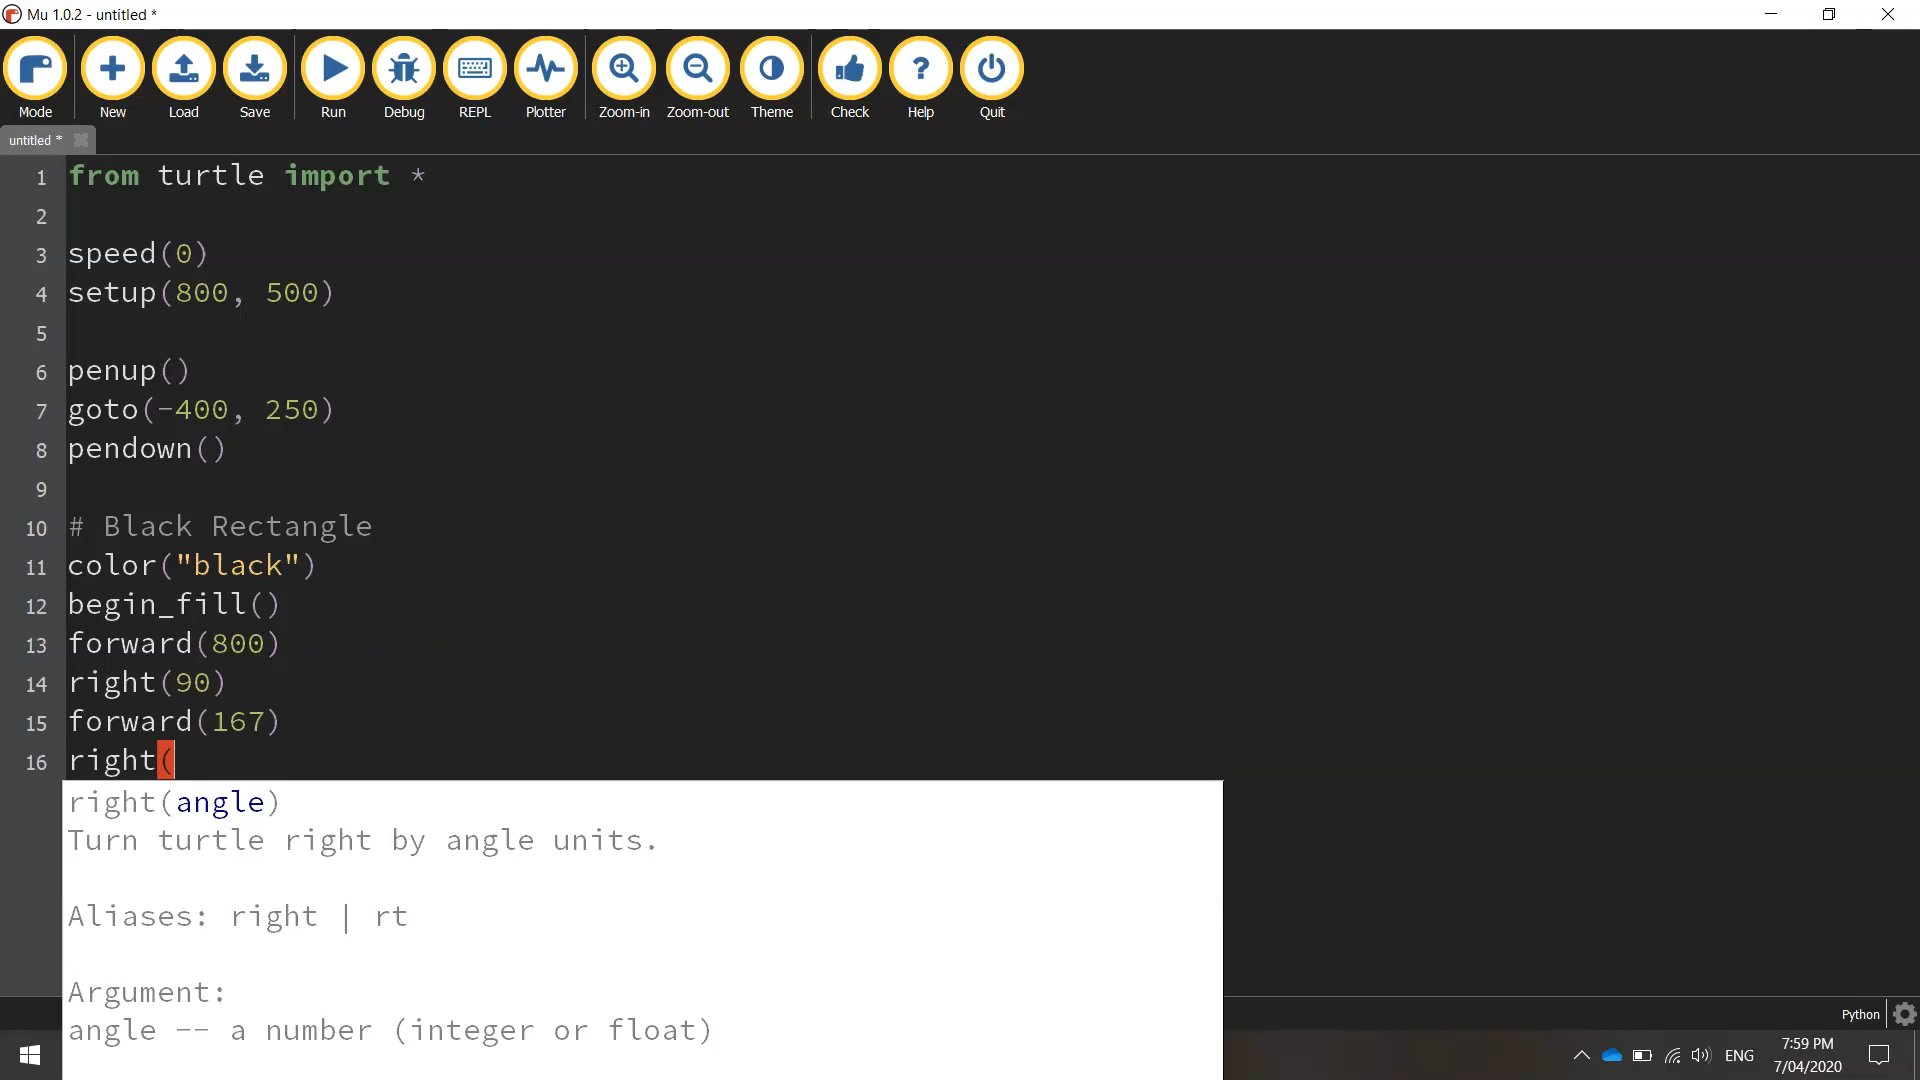 Mu 1.0.2 - untitled *
Mode New Load Save Run Debug REPL Plotter Zoom-in Zoom-out Theme Check ? Help Quit
untitled *
1 from turtle import *
2
3 speed(0)
4 setup(800, 500)
5
6 penup()
7 goto(-400, 250)
8 pendown()
9
10 # Black Rectangle
11 color("black")
12 begin_fill()
13 forward(800)
14 right(90)
15 forward(167)
16 right(
right(angle)
Turn turtle right by angle units.
Aliases: right | rt
Argument:
angle -- a number (integer or float)
Python
ENG
7:59 PM
7/04/2020